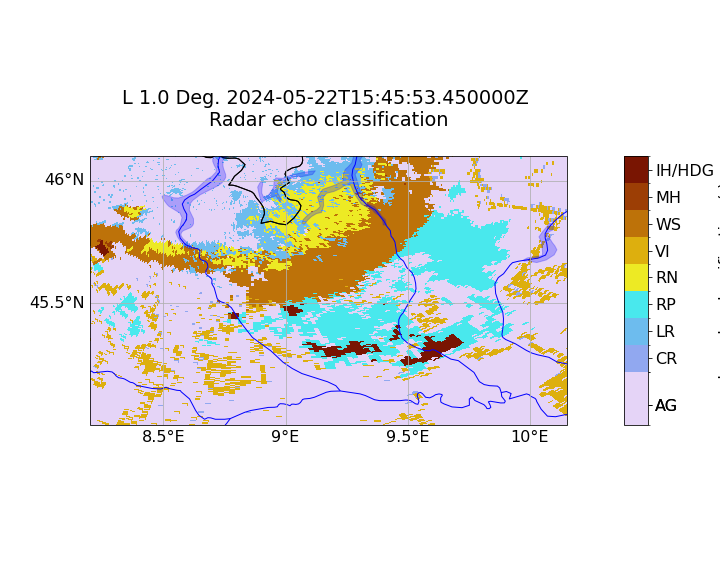 L 1.0 Deg. 2024-05-22T15:45:53.450000Z
Radar echo classification
46°N
45.5°N
8.5°E
9°E
9.5°E
10°E
IH/HDG
MH
WS
VI
RN
RP
LR
CR
AG